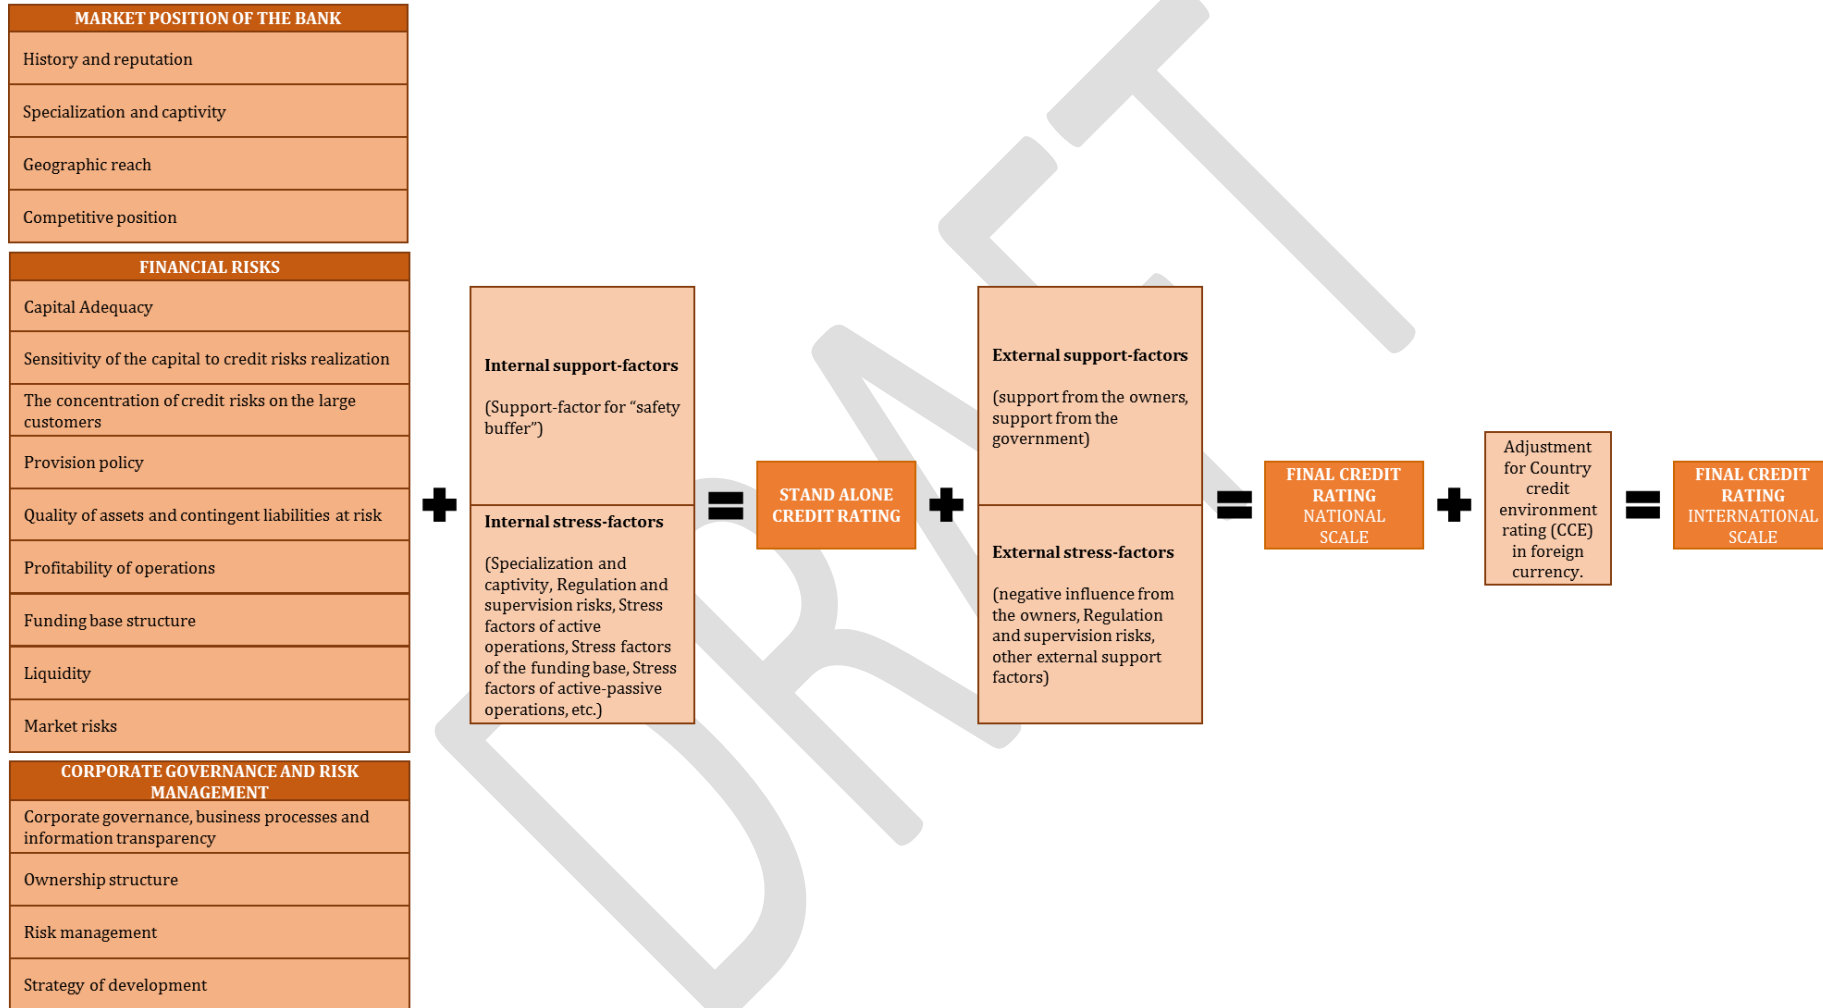 MARKET POSITION OF THE BANK
History and reputation
Specialization and captivity
Geographic reach
Competitive position
FINANCIAL RISKS
Capital Adequacy
Sensitivity of the capital to credit risks realization
The concentration of credit risks on the large
customers
Provision policy
Quality of assets and contingent liabilities at risk
Profitability of operations
Funding base structure
Liquidity
Market risks
CORPORATE GOVERNANCE AND RISK
MANAGEMENT
Corporate governance, business processes and
information transparency
Ownership structure
Risk management
Strategy of development
Internal support-factors
(Support-factor for “safety
buffer”)
Internal stress-factors
(Specialization and
captivity, Regulation and
supervision risks, Stress
factors of active
operations, Stress factors
of the funding base, Stress
factors of active-passive
operations, etc.)
STAND ALONE
CREDIT RATING
External support-factors
(support from the owners,
support from the
government)
External stress-factors
(negative influence from
the owners, Regulation
and supervision risks,
other external support
factors)
FINAL CREDIT
RATING
NATIONAL
SCALE
Adjustment
for Country
credit
environment
rating (CCE)
in foreign
currency.
FINAL CREDIT
RATING
INTERNATIONAL
SCALE
DRAFT